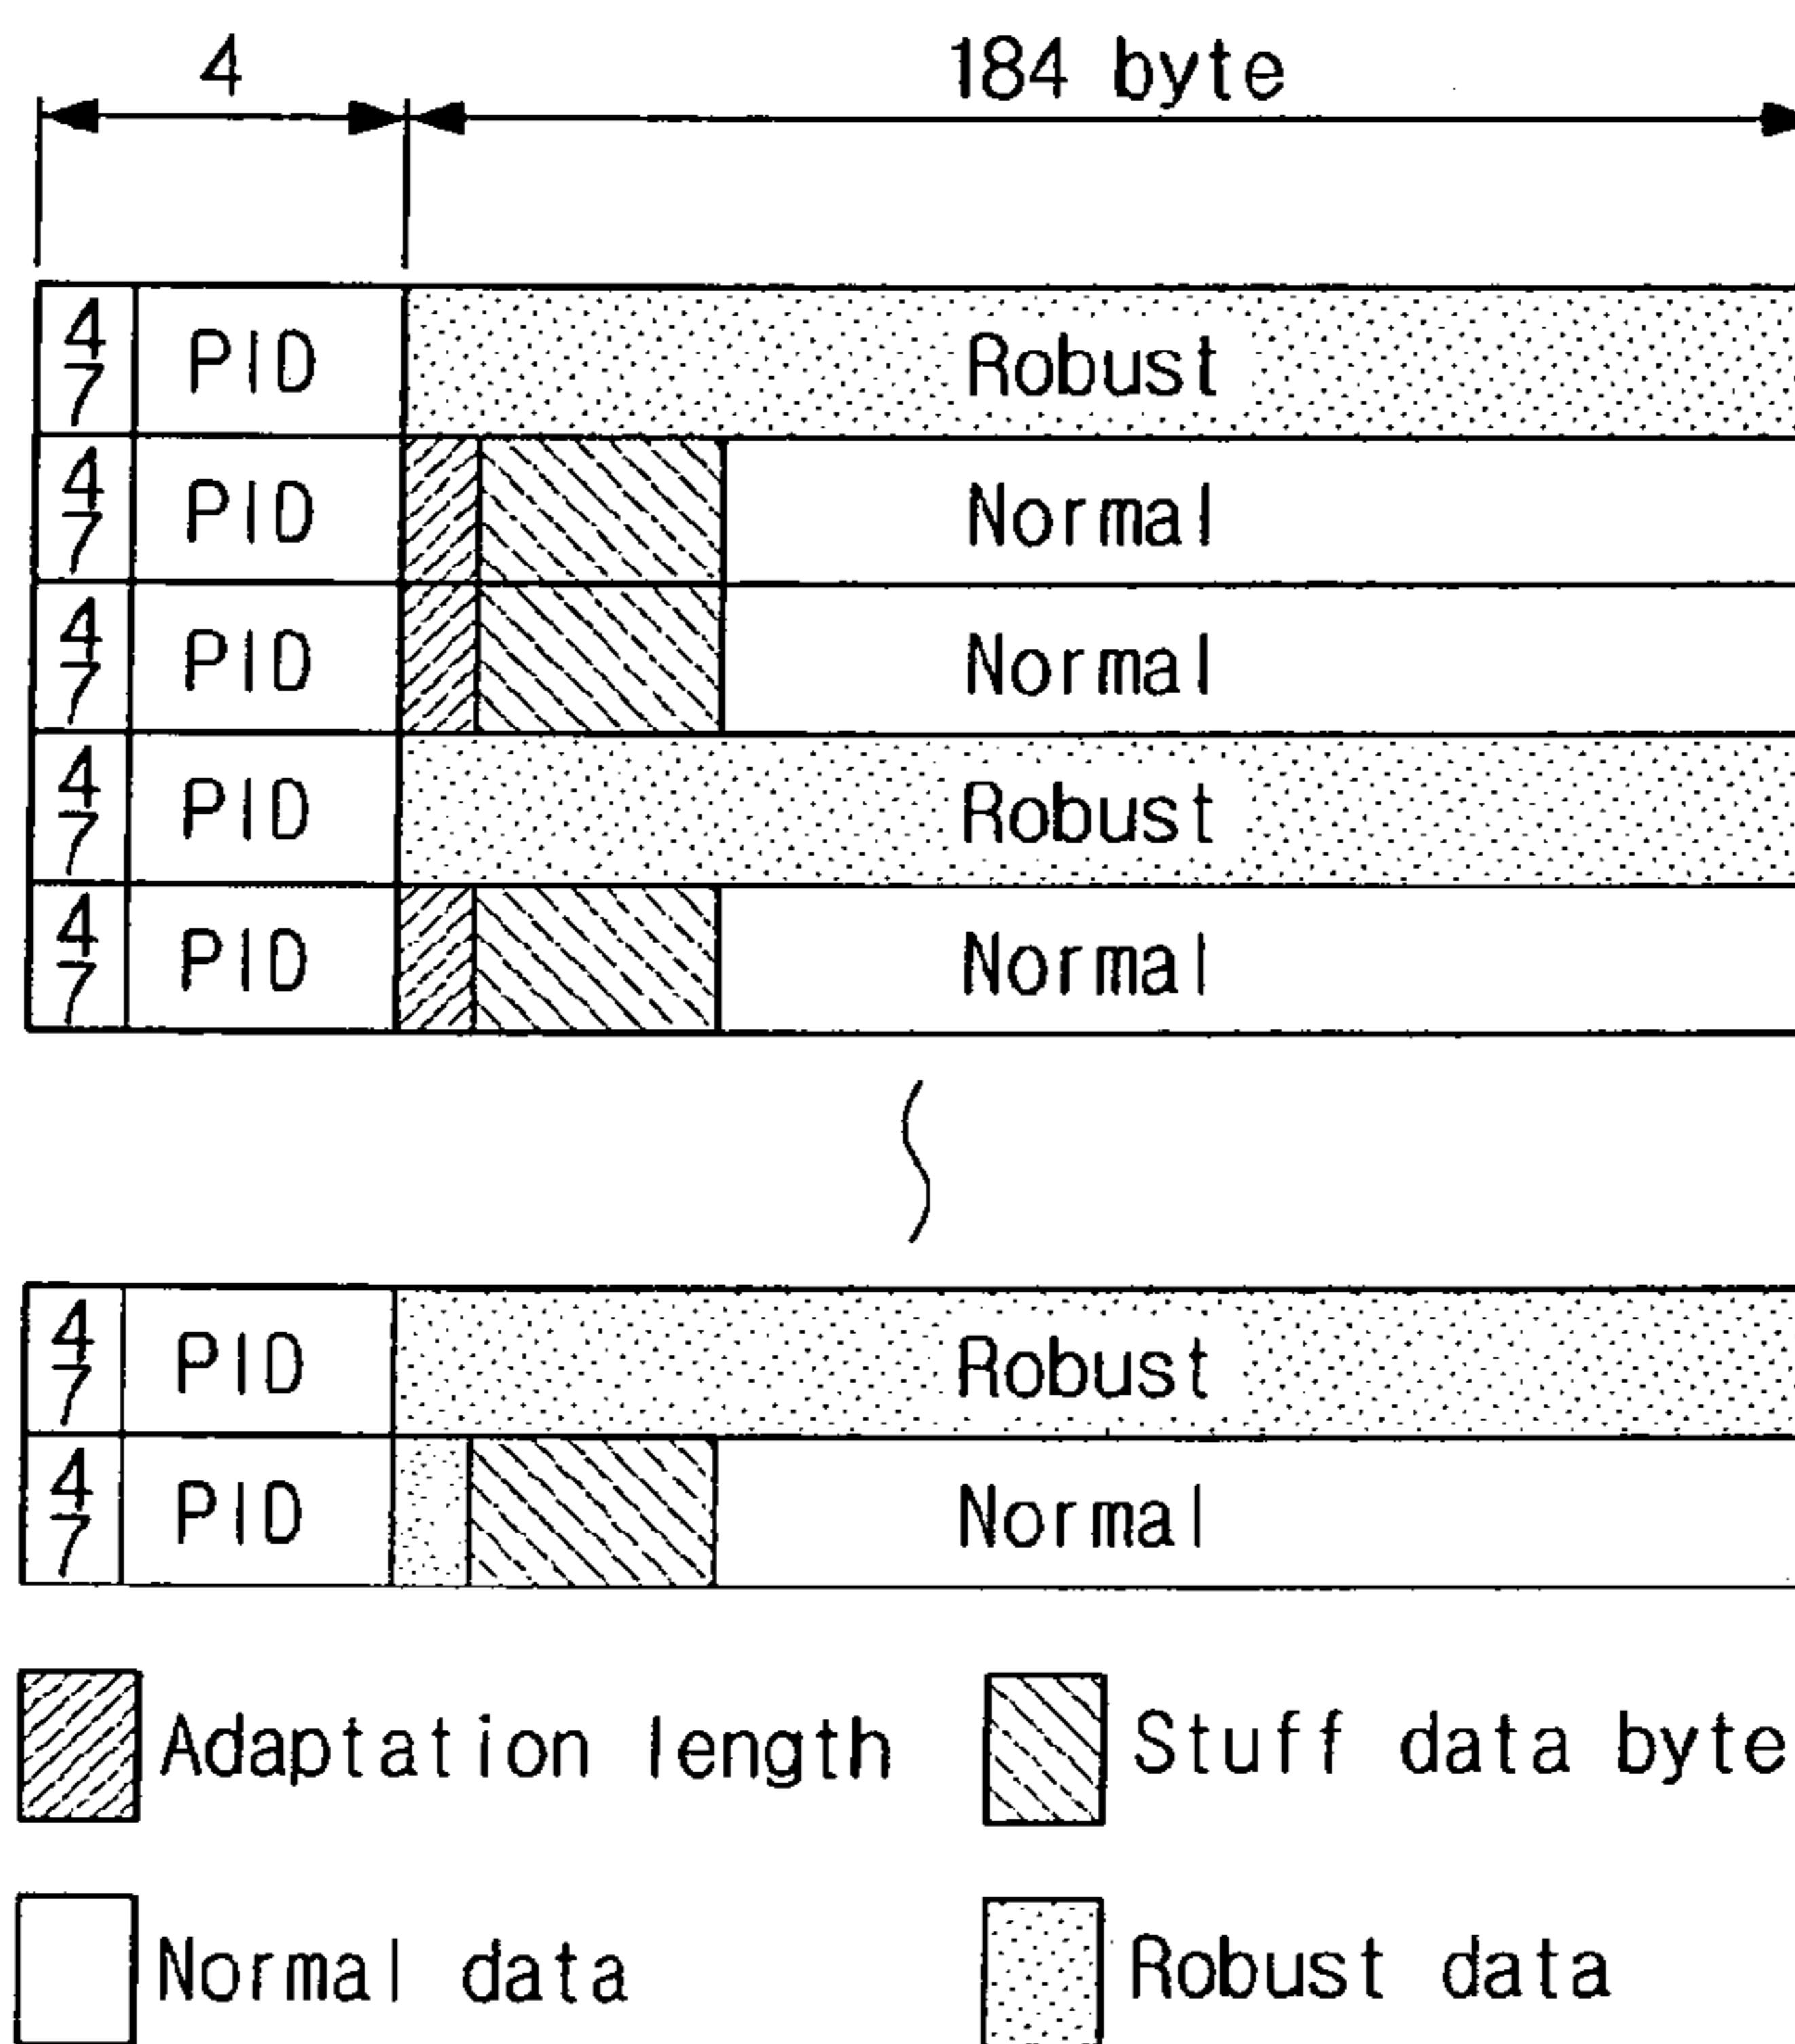 4 184 byte
47 PID Robust
47 PID Normal
47 PID Normal
47 PID Robust
47 PID Normal
47 PID Robust
47 PID Normal
Adaptation length Stuff data byte
Normal data Robust data